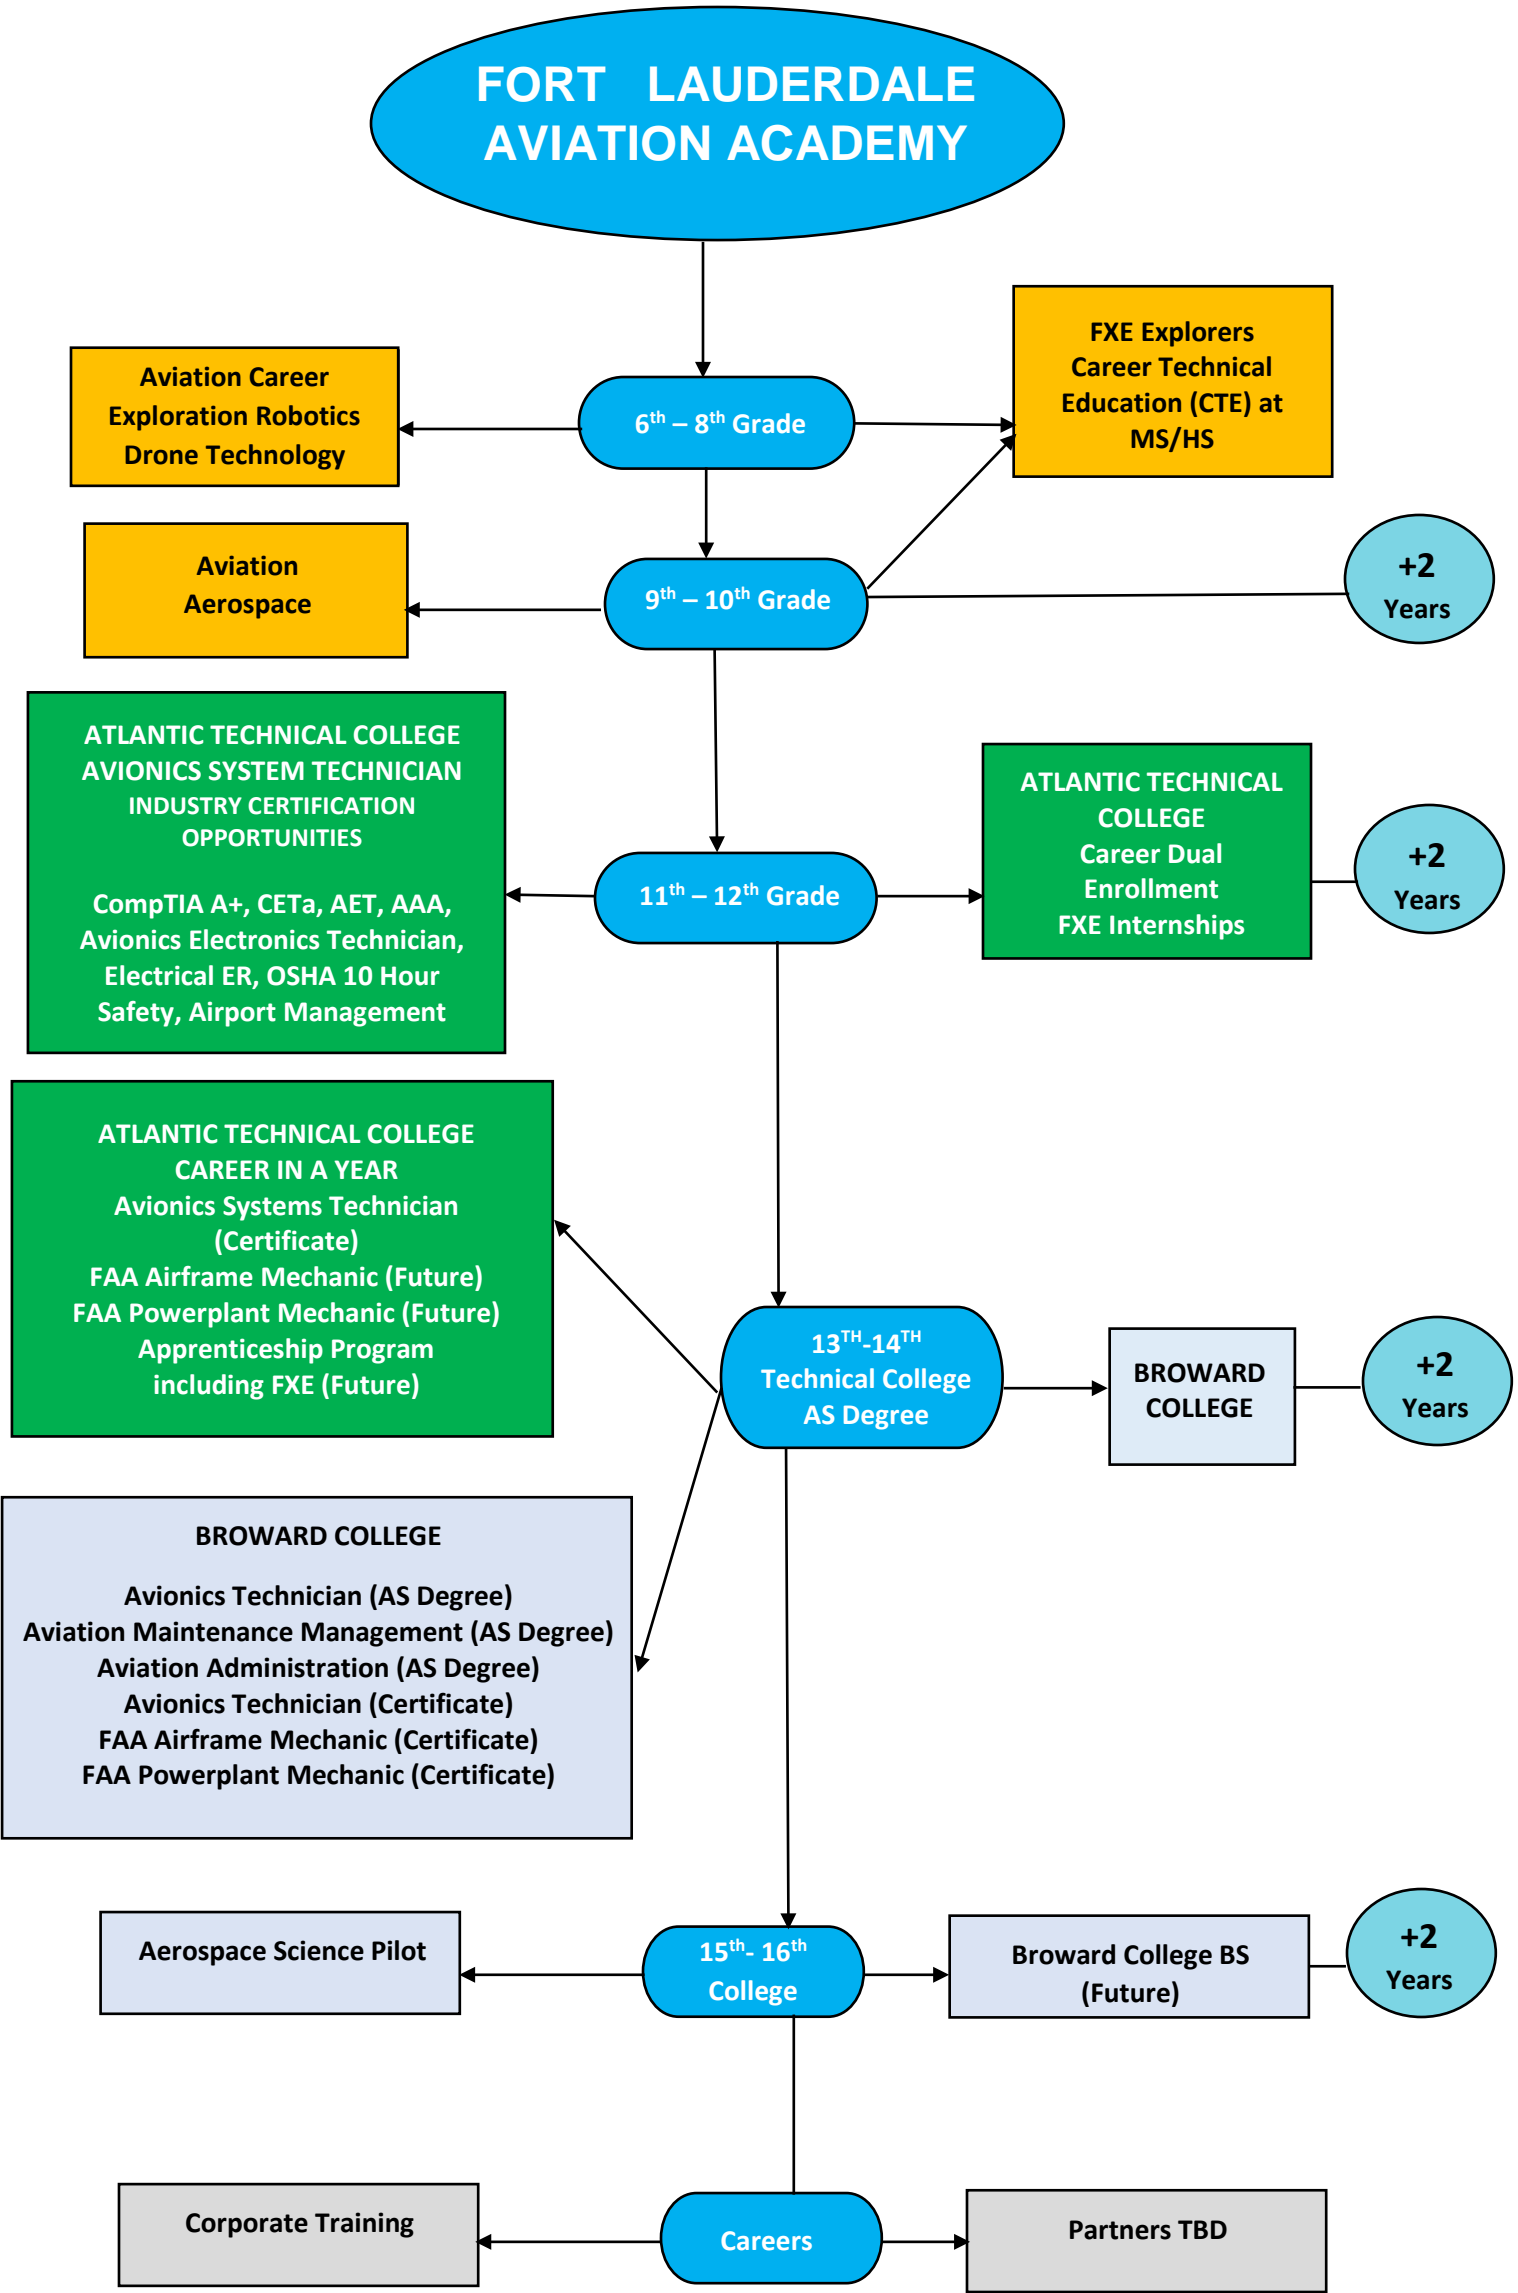 FORT LAUDERDALE
AVIATION ACADEMY
FXE Explorers
Career Technical
Education (CTE) at
MS/HS
Aviation Career
Exploration Robotics
Drone Technology
6th – 8th Grade
Aviation
Aerospace
9th – 10th Grade
+2
Years
ATLANTIC TECHNICAL COLLEGE
AVIONICS SYSTEM TECHNICIAN
INDUSTRY CERTIFICATION
OPPORTUNITIES
CompTIA A+, CETa, AET, AAA,
Avionics Electronics Technician,
Electrical ER, OSHA 10 Hour
Safety, Airport Management
11th – 12th Grade
ATLANTIC TECHNICAL
COLLEGE
Career Dual
Enrollment
FXE Internships
+2
Years
ATLANTIC TECHNICAL COLLEGE
CAREER IN A YEAR
Avionics Systems Technician
(Certificate)
FAA Airframe Mechanic (Future)
FAA Powerplant Mechanic (Future)
Apprenticeship Program
including FXE (Future)
13TH-14TH
Technical College
AS Degree
BROWARD
COLLEGE
+2
Years
BROWARD COLLEGE
Avionics Technician (AS Degree)
Aviation Maintenance Management (AS Degree)
Aviation Administration (AS Degree)
Avionics Technician (Certificate)
FAA Airframe Mechanic (Certificate)
FAA Powerplant Mechanic (Certificate)
Aerospace Science Pilot
15th- 16th
College
Broward College BS
(Future)
+2
Years
Corporate Training
Careers
Partners TBD